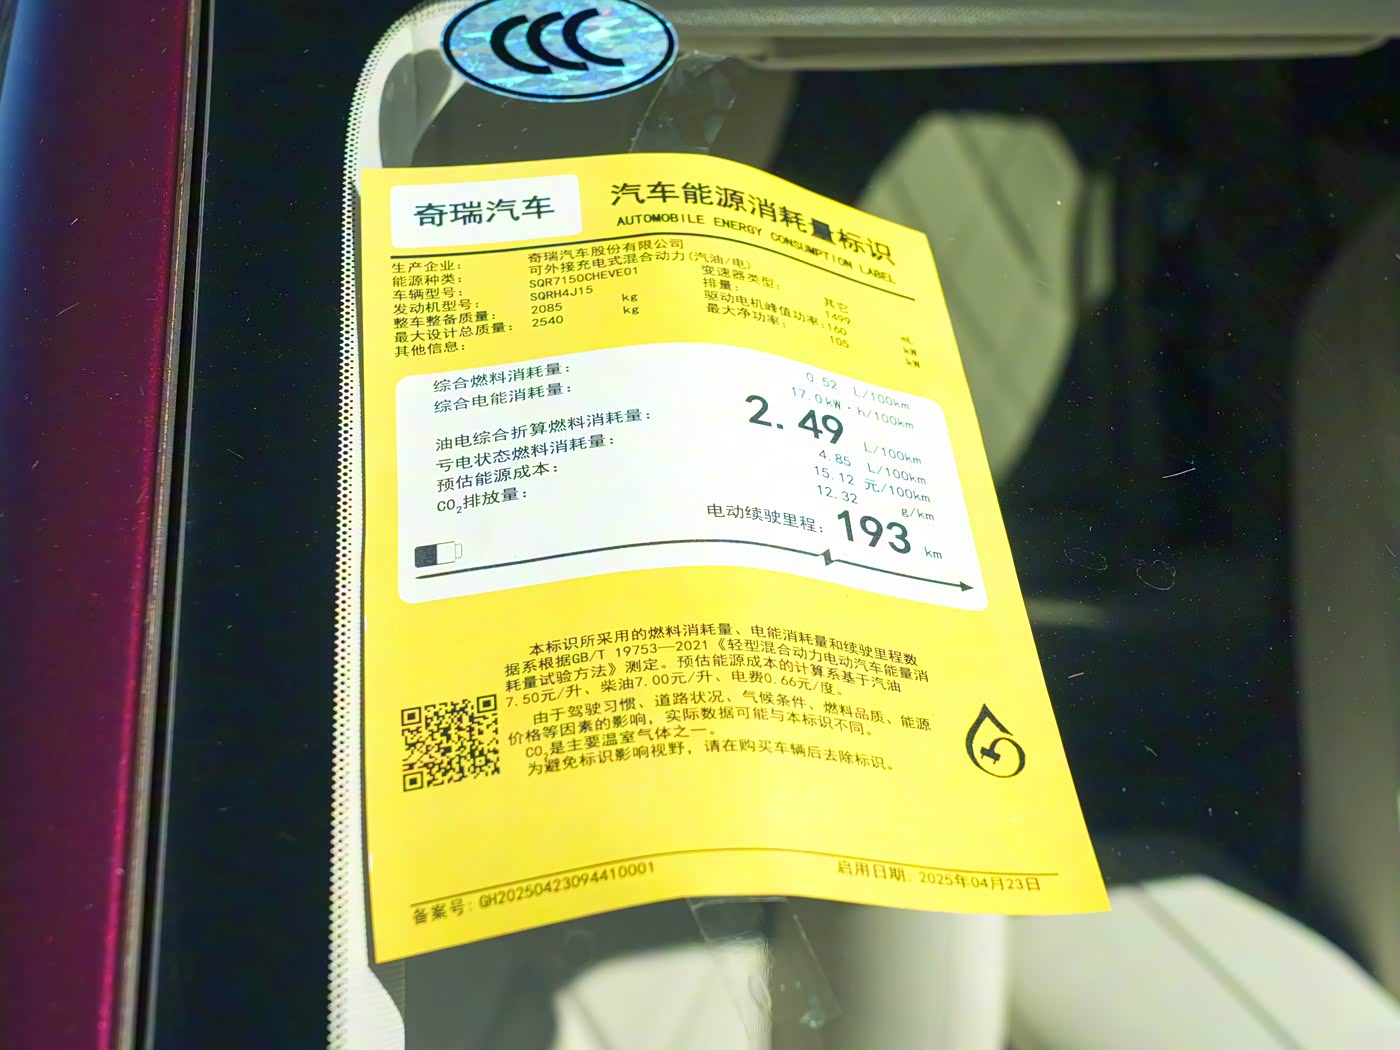 CCC
奇瑞汽车
汽车能源消耗量标识
AUTOMOBILE ENERGY CONSUMPTION LABEL
生产企业： 奇瑞汽车股份有限公司
能源种类： 可外接充电式混合动力(汽油/电)
车辆型号： SQR7150CHEVE01 变速器类型： 其它
发动机型号： SQRH4J15 排量： 1499 mL
整车整备质量： 2085 kg 驱动电机峰值功率：160 kW
最大设计总质量： 2540 kg 最大净功率： 105 kW
其他信息：
综合燃料消耗量： 0.52 L/100km
综合电能消耗量： 17.0 kW·h/100km
油电综合折算燃料消耗量： 2.49 L/100km
亏电状态燃料消耗量： 4.85 L/100km
预估能源成本： 15.12 元/100km
CO₂排放量： 12.32 g/km
电动续驶里程：193 km
本标识所采用的燃料消耗量、电能消耗量和续驶里程数
据系根据GB/T 19753—2021《轻型混合动力电动汽车能量消
耗量试验方法》测定。预估能源成本的计算系基于汽油
7.50元/升、柴油7.00元/升、电费0.66元/度。
由于驾驶习惯、道路状况、气候条件、燃料品质、能源
价格等因素的影响，实际数据可能与本标识不同。
CO₂是主要温室气体之一。
为避免标识影响视野，请在购买车辆后去除标识。
备案号：GH20250423094410001
启用日期：2025年04月23日